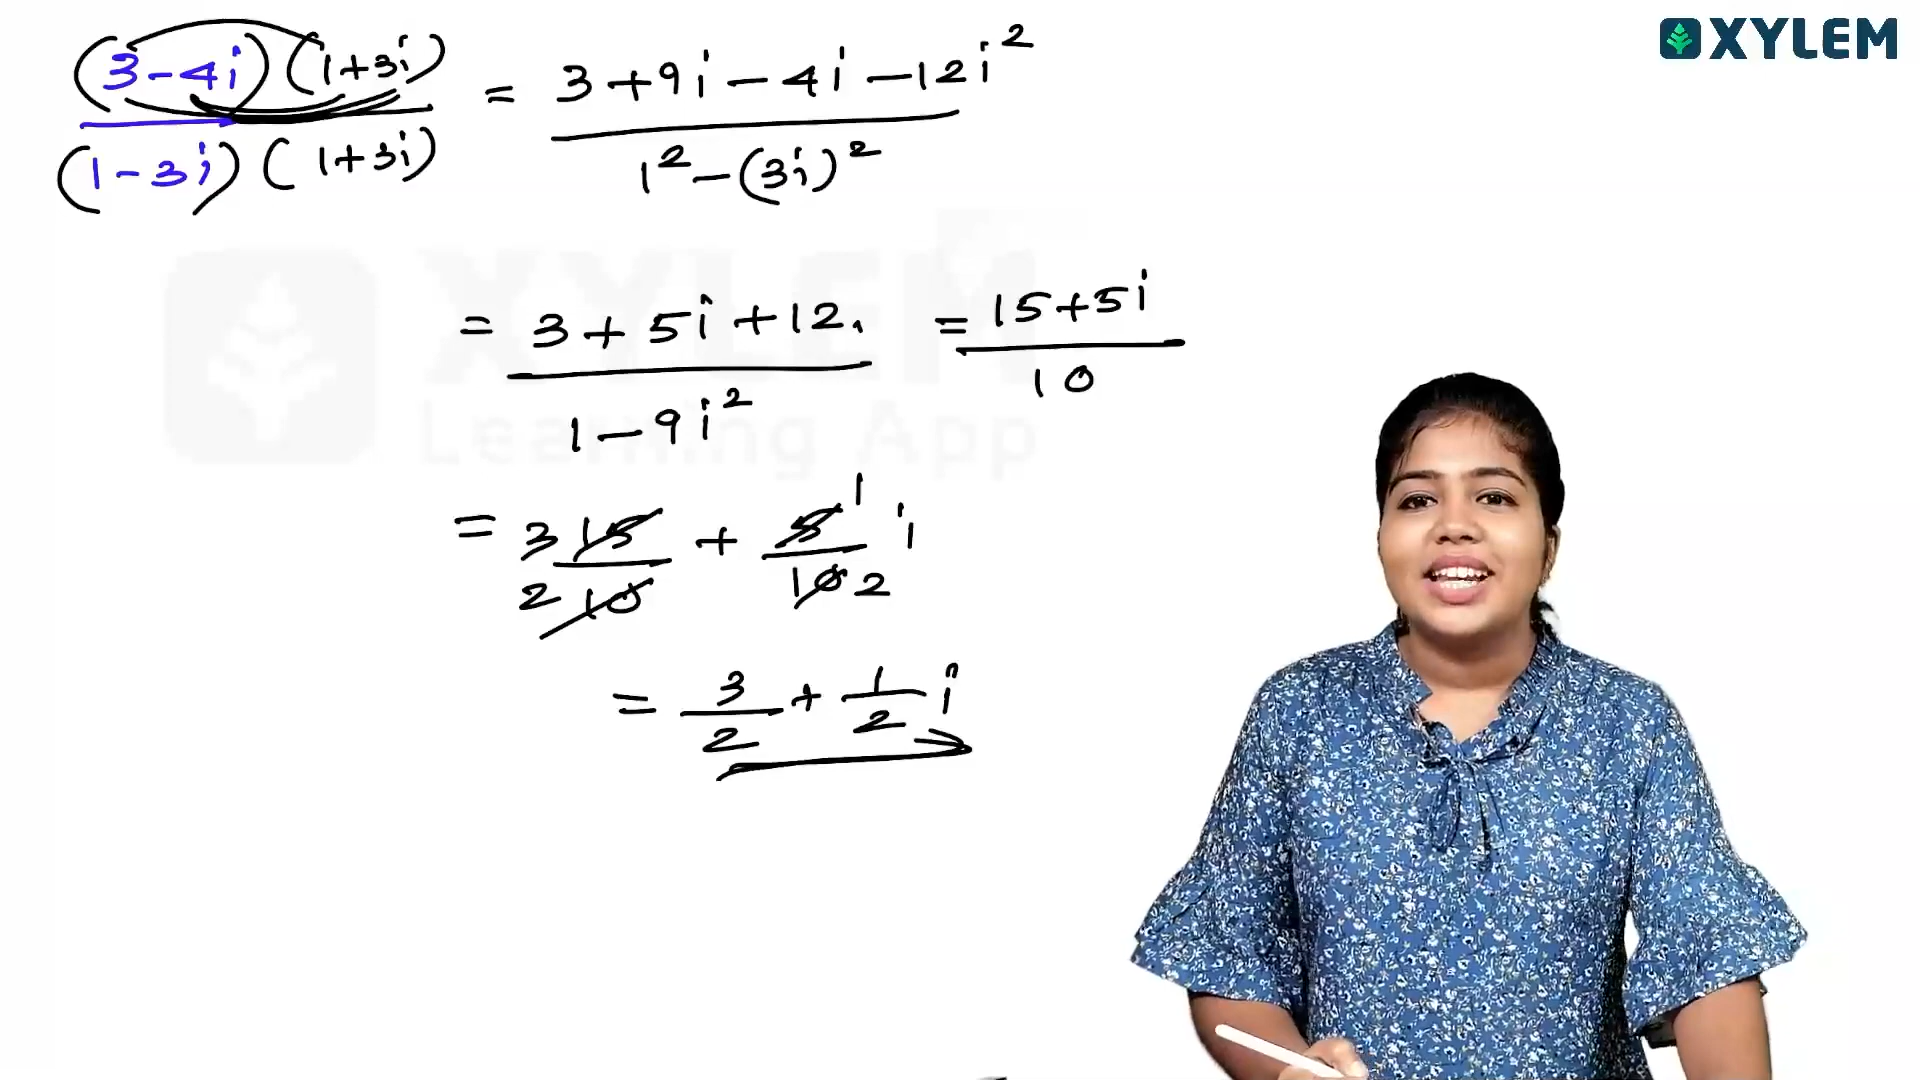 XYLEM
(3-4i)(1+3i) / (1-3i)(1+3i) = 3+9i-4i-12i² / 1²-(3i)²
XYLEM
Learning App
= 3+5i+12 / 1-9i² = 15+5i / 10
= 3 15 / 2 10 + 5 1 / 10 2 i
= 3/2 + 1/2 i